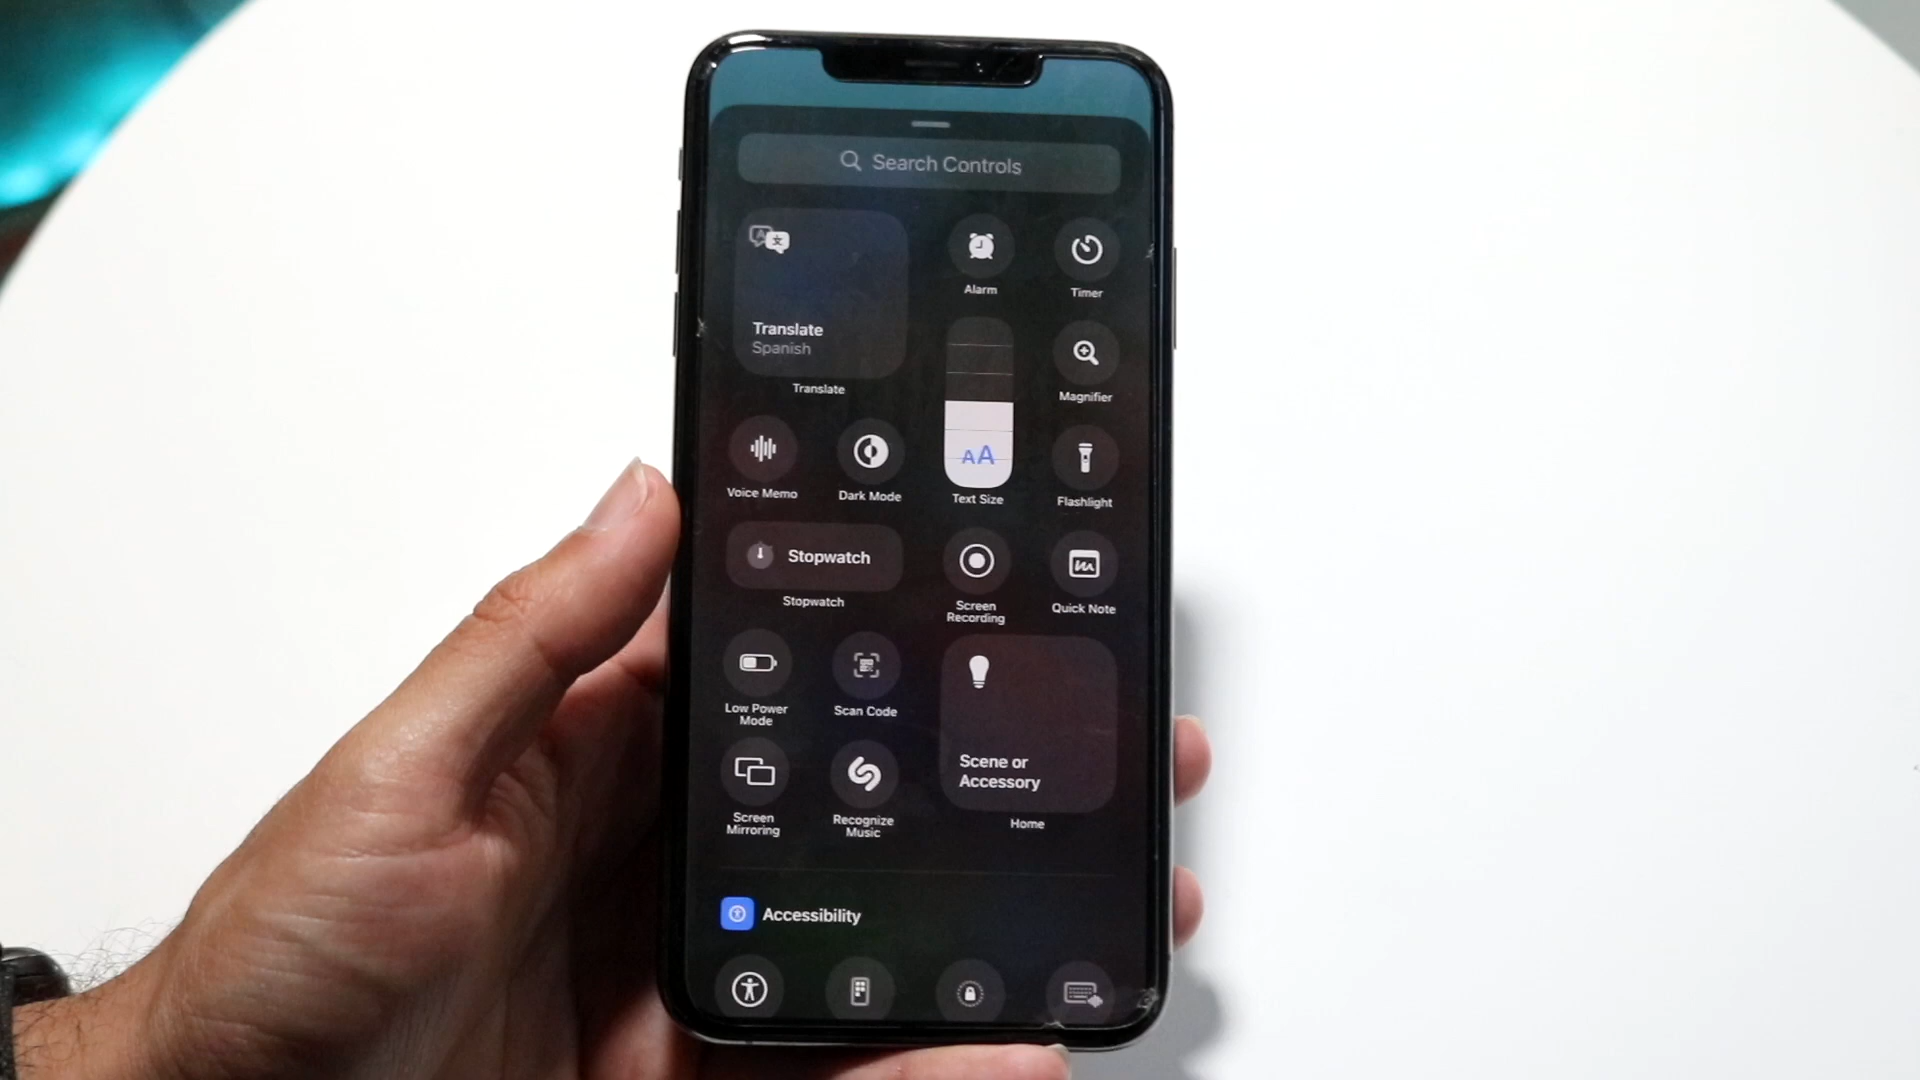 Search Controls
A 文
Translate
Spanish
Translate
Alarm
Timer
Magnifier
Voice Memo
Dark Mode
AA
Text Size
Flashlight
Stopwatch
Stopwatch
Screen
Recording
Quick Note
Low Power
Mode
Scan Code
Scene or
Accessory
Home
Screen
Mirroring
Recognize
Music
Accessibility